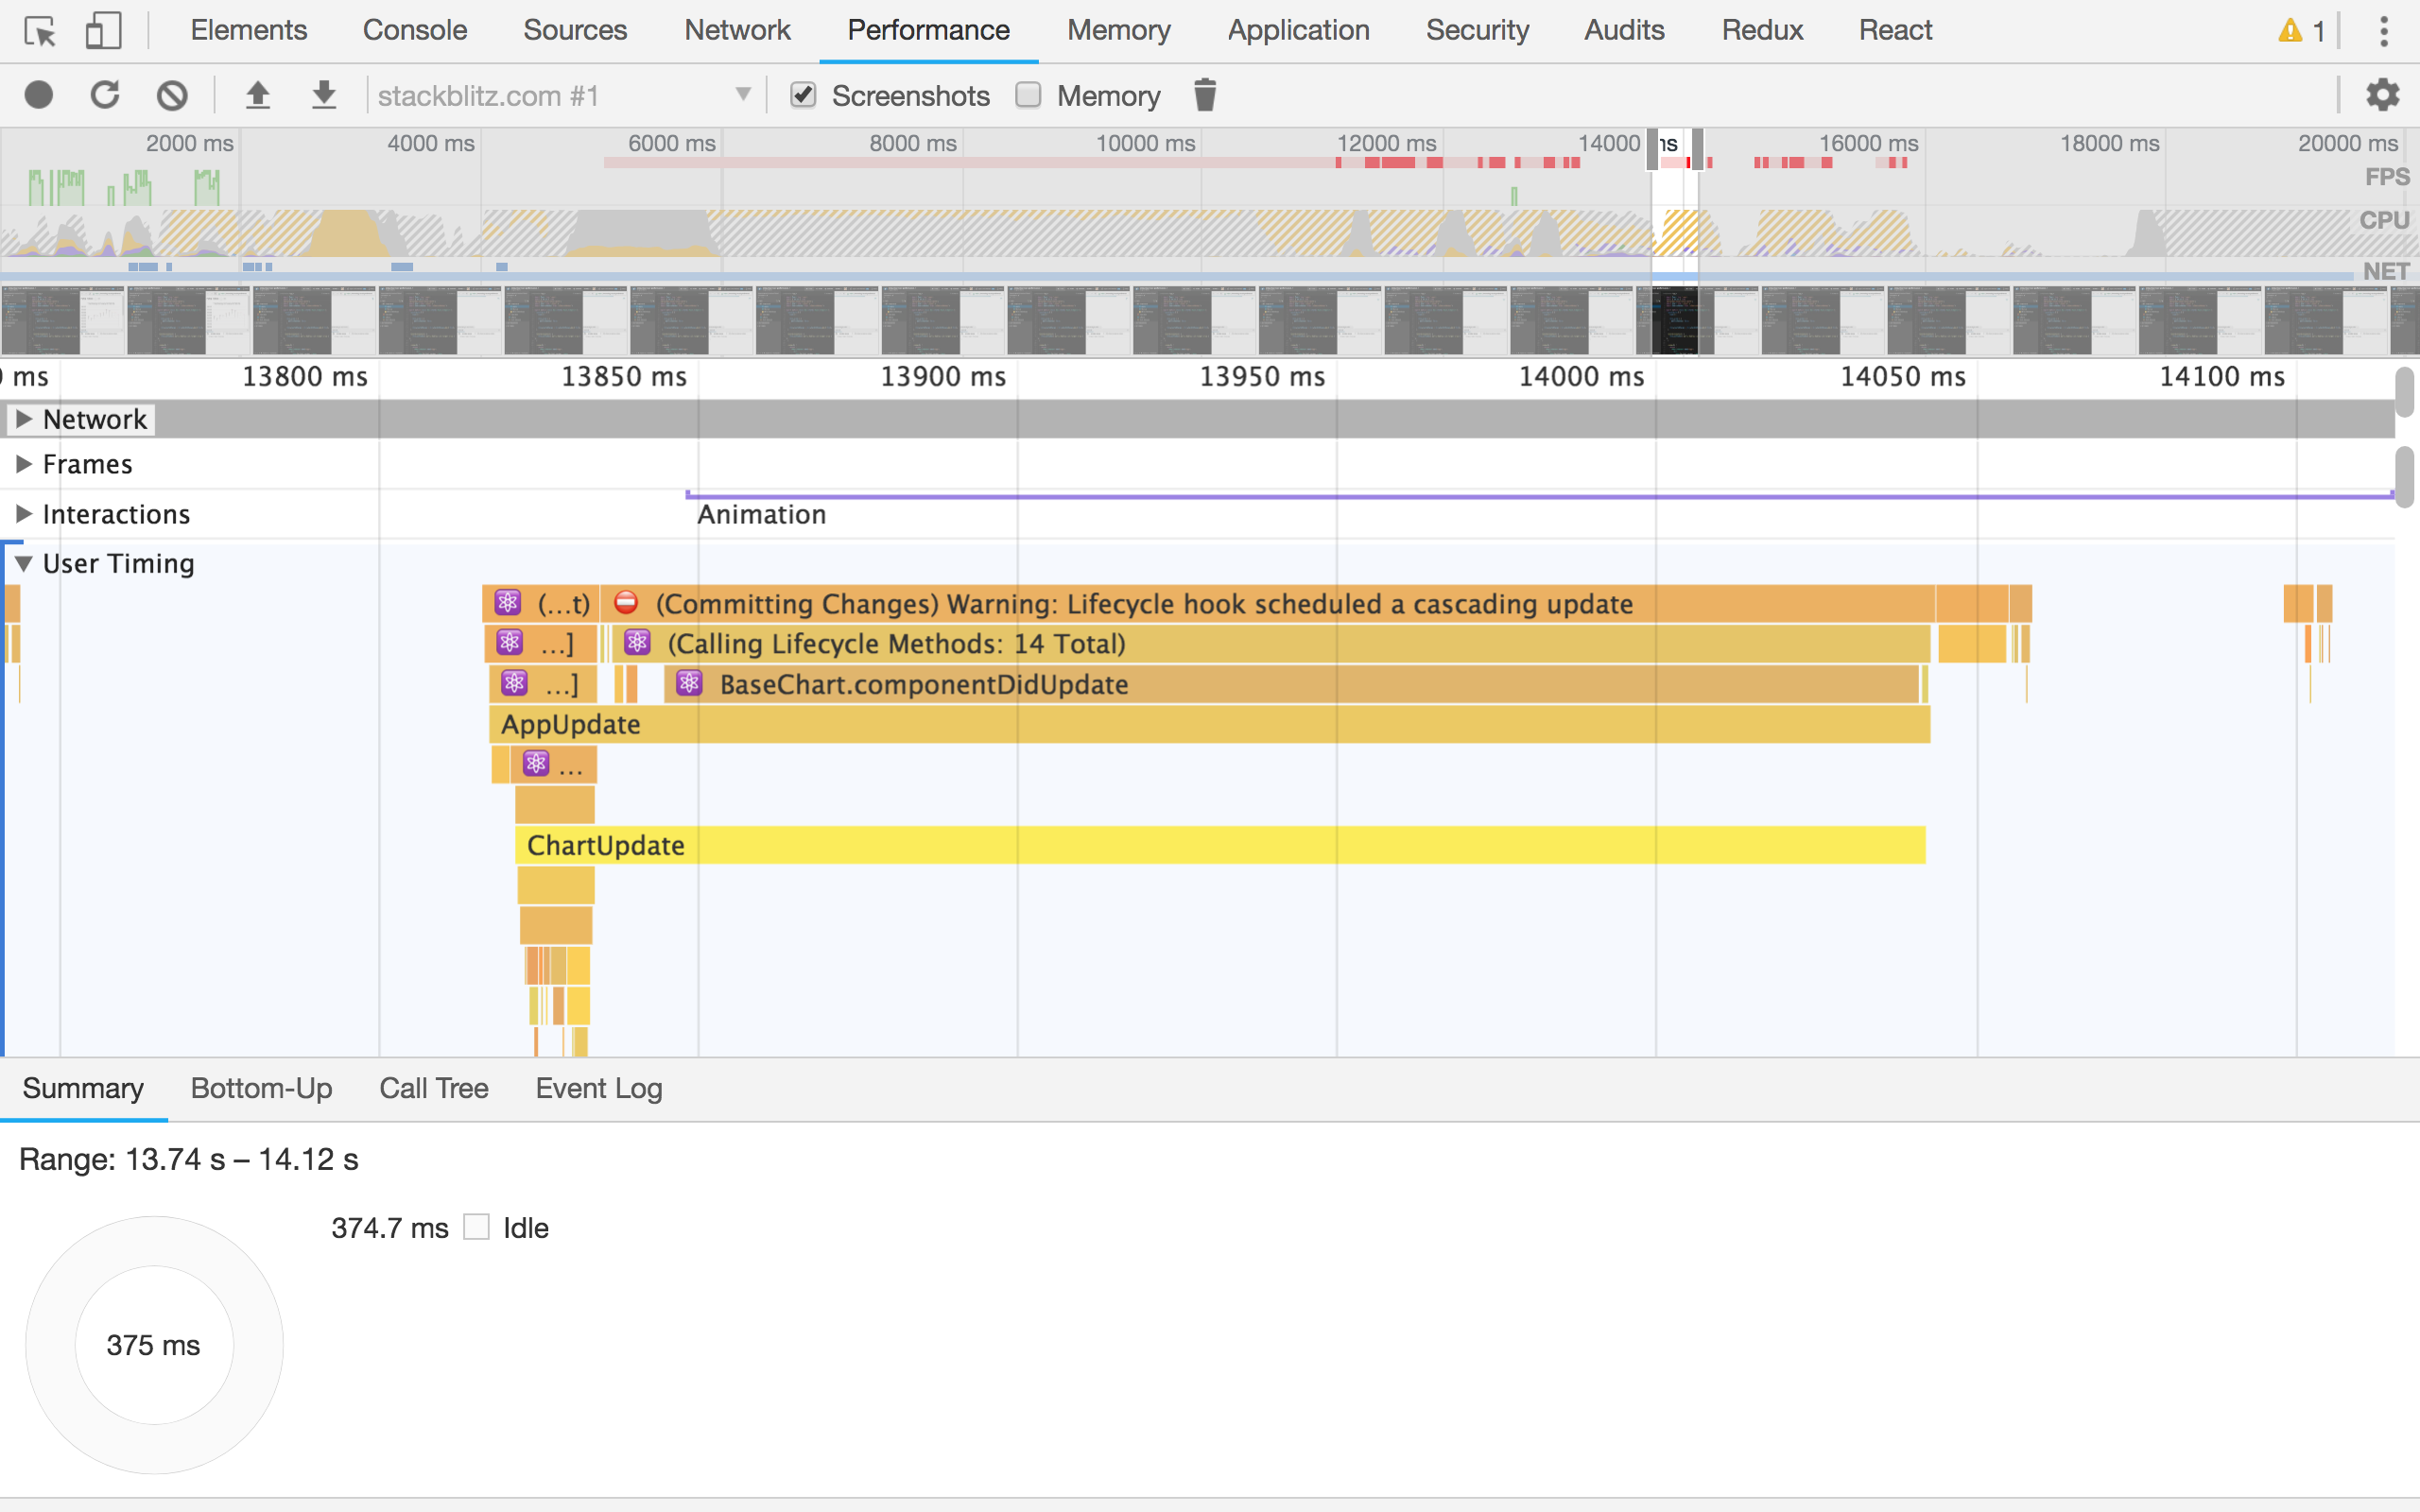 Elements Console Sources Network Performance Memory Application Security Audits Redux React 1
stackblitz.com #1 Screenshots Memory
2000 ms 4000 ms 6000 ms 8000 ms 10000 ms 12000 ms 14000 ns 16000 ms 18000 ms 20000 ms
FPS
CPU
NET
ms 13800 ms 13850 ms 13900 ms 13950 ms 14000 ms 14050 ms 14100 ms
Network
Frames
Interactions Animation
User Timing
(...t) (Committing Changes) Warning: Lifecycle hook scheduled a cascading update
...] (Calling Lifecycle Methods: 14 Total)
...] BaseChart.componentDidUpdate
AppUpdate
...
ChartUpdate
Summary Bottom-Up Call Tree Event Log
Range: 13.74 s – 14.12 s
374.7 ms Idle
375 ms